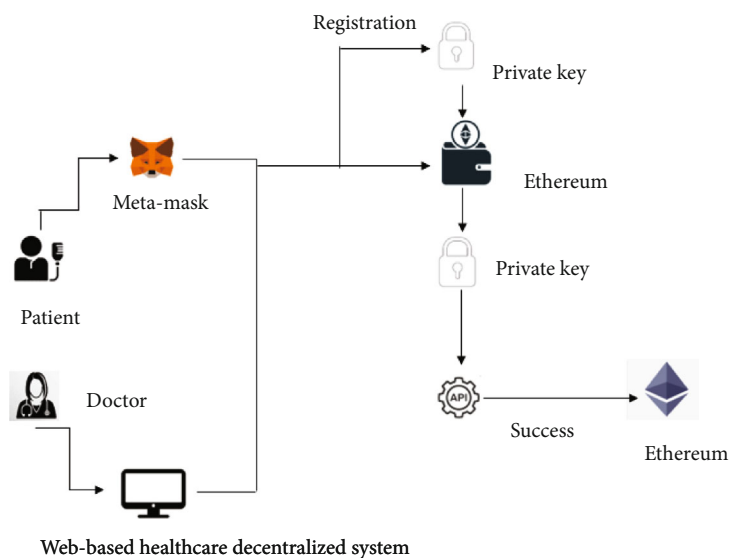 Registration
Private key
Meta-mask
Ethereum
Private key
Patient
Doctor
API
Success
Ethereum
Web-based healthcare decentralized system